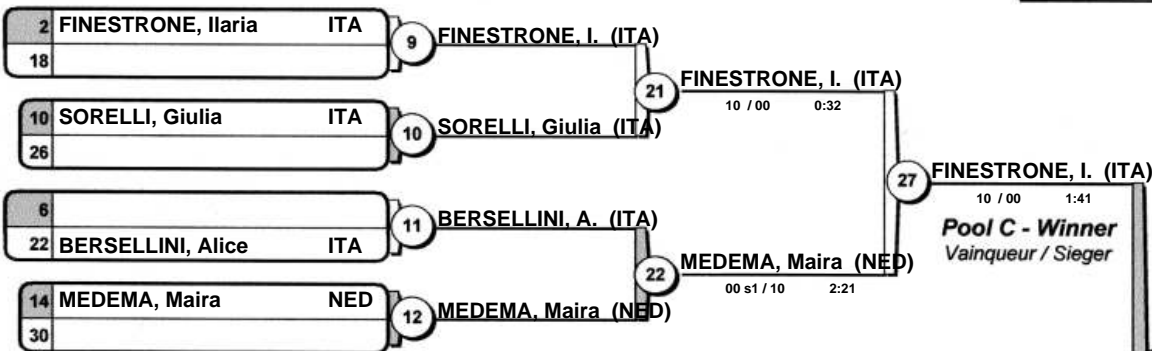 2 FINESTRONE, Ilaria ITA
18
9 FINESTRONE, I. (ITA)
10 SORELLI, Giulia ITA
26
10 SORELLI, Giulia (ITA)
21 FINESTRONE, I. (ITA)
10 / 00 0:32
6
22 BERSELLINI, Alice ITA
11 BERSELLINI, A. (ITA)
14 MEDEMA, Maira NED
30
12 MEDEMA, Maira (NED)
22 MEDEMA, Maira (NED)
00 s1 / 10 2:21
27 FINESTRONE, I. (ITA)
10 / 00 1:41
Pool C - Winner
Vainqueur / Sieger